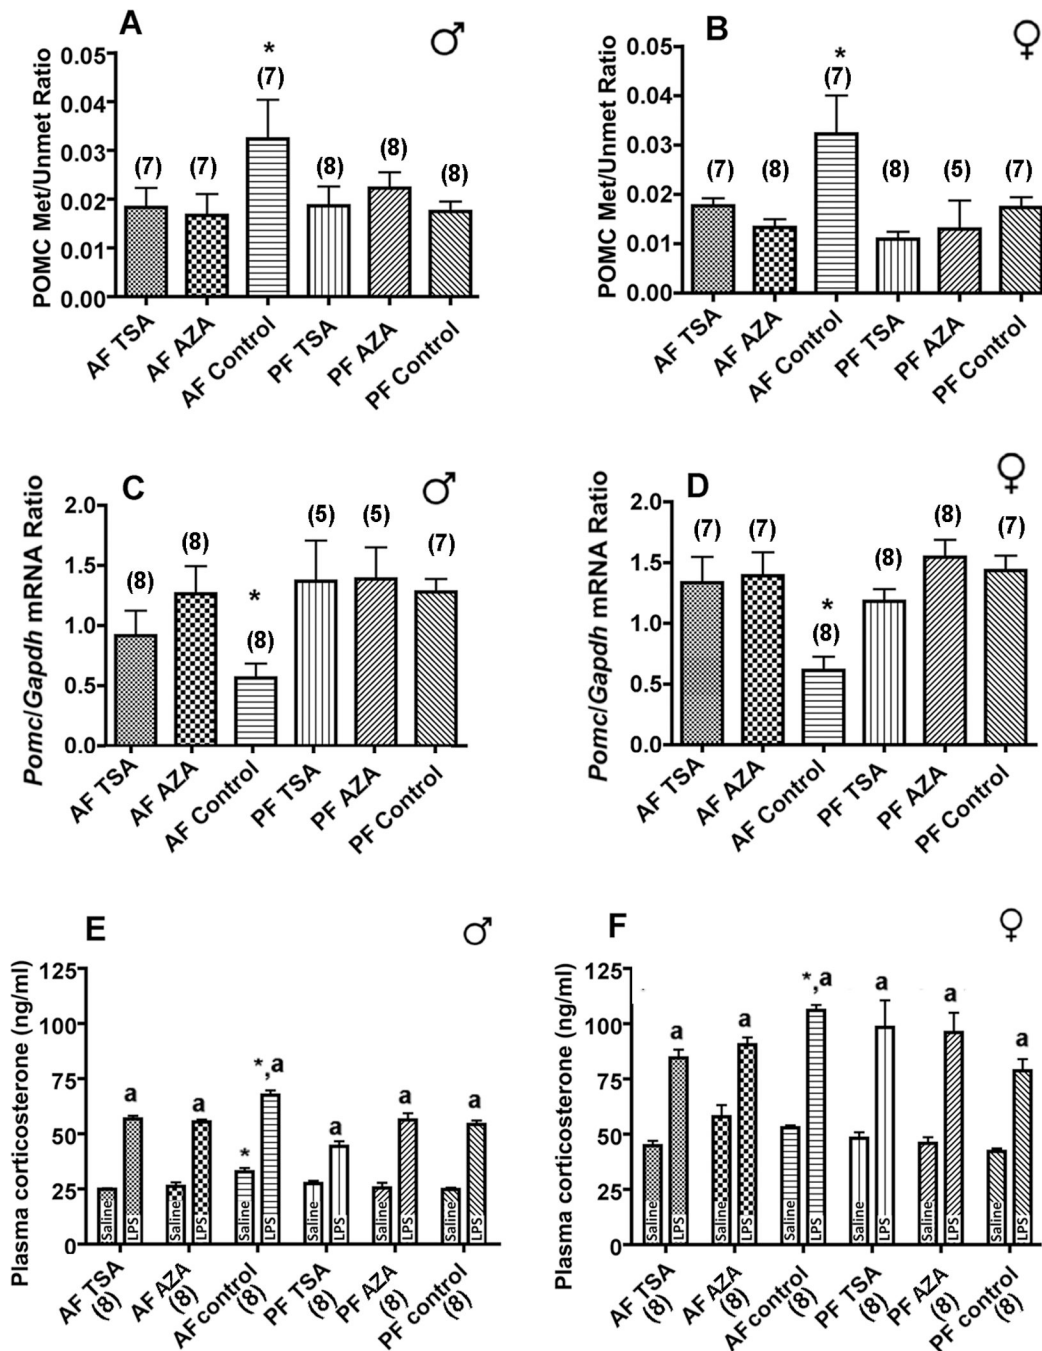 A ♂
POMC Met/Unmet Ratio
0.05
0.04
0.03
0.02
0.01
0.00
*
(7) (7) (7) (8) (8) (8)
AF TSA AF AZA AF Control PF TSA PF AZA PF Control
B ♀
POMC Met/Unmet Ratio
0.05
0.04
0.03
0.02
0.01
0.00
*
(7) (8) (7) (8) (5) (7)
AF TSA AF AZA AF Control PF TSA PF AZA PF Control
C ♂
Pomc/Gapdh mRNA Ratio
2.0
1.5
1.0
0.5
0.0
*
(8) (8) (8) (5) (5) (7)
AF TSA AF AZA AF Control PF TSA PF AZA PF Control
D ♀
Pomc/Gapdh mRNA Ratio
2.0
1.5
1.0
0.5
0.0
*
(7) (7) (8) (8) (8) (7)
AF TSA AF AZA AF Control PF TSA PF AZA PF Control
E ♂
Plasma corticosterone (ng/ml)
125
100
75
50
25
0
a a * *,a a a a
Saline LPS Saline LPS Saline LPS Saline LPS Saline LPS Saline LPS
AF TSA AF AZA AF control PF TSA PF AZA PF control
(8) (8) (8) (8) (8) (8)
F ♀
Plasma corticosterone (ng/ml)
125
100
75
50
25
0
a a *,a a a a
Saline LPS Saline LPS Saline LPS Saline LPS Saline LPS Saline LPS
AF TSA AF AZA AF control PF TSA PF AZA PF control
(8) (8) (8) (8) (8) (8)